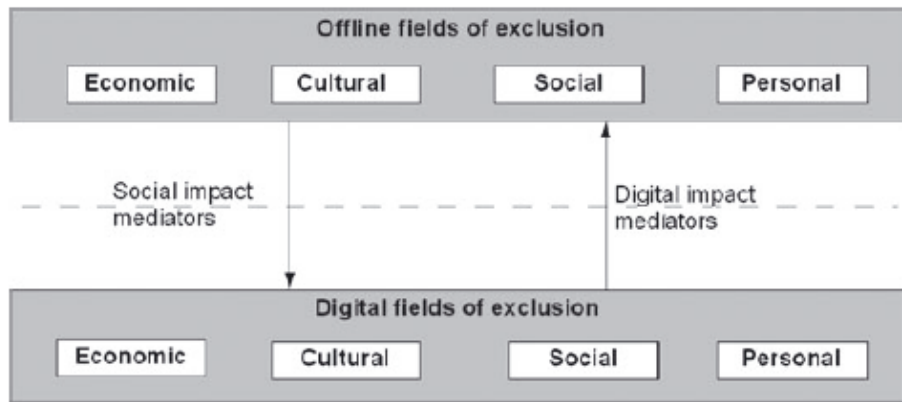 Offline fields of exclusion
Economic Cultural Social Personal
Social impact
mediators
Digital impact
mediators
Digital fields of exclusion
Economic Cultural Social Personal